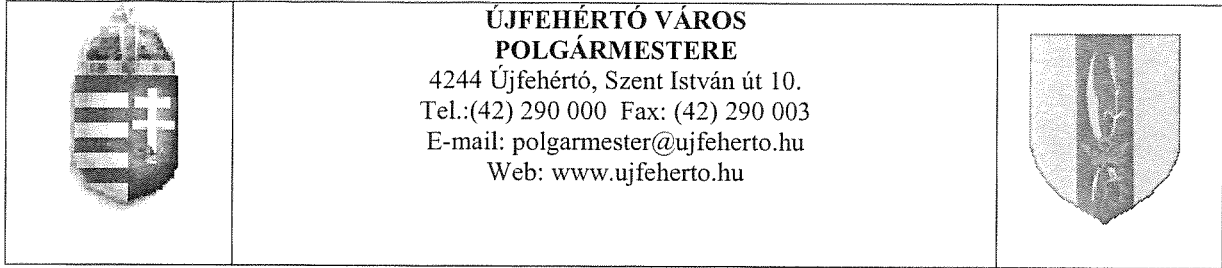 ÚJFEHÉRTÓ VÁROS
POLGÁRMESTERE
4244 Újfehértó, Szent István út 10.
Tel.:(42) 290 000 Fax: (42) 290 003
E-mail: polgarmester@ujfeherto.hu
Web: www.ujfeherto.hu